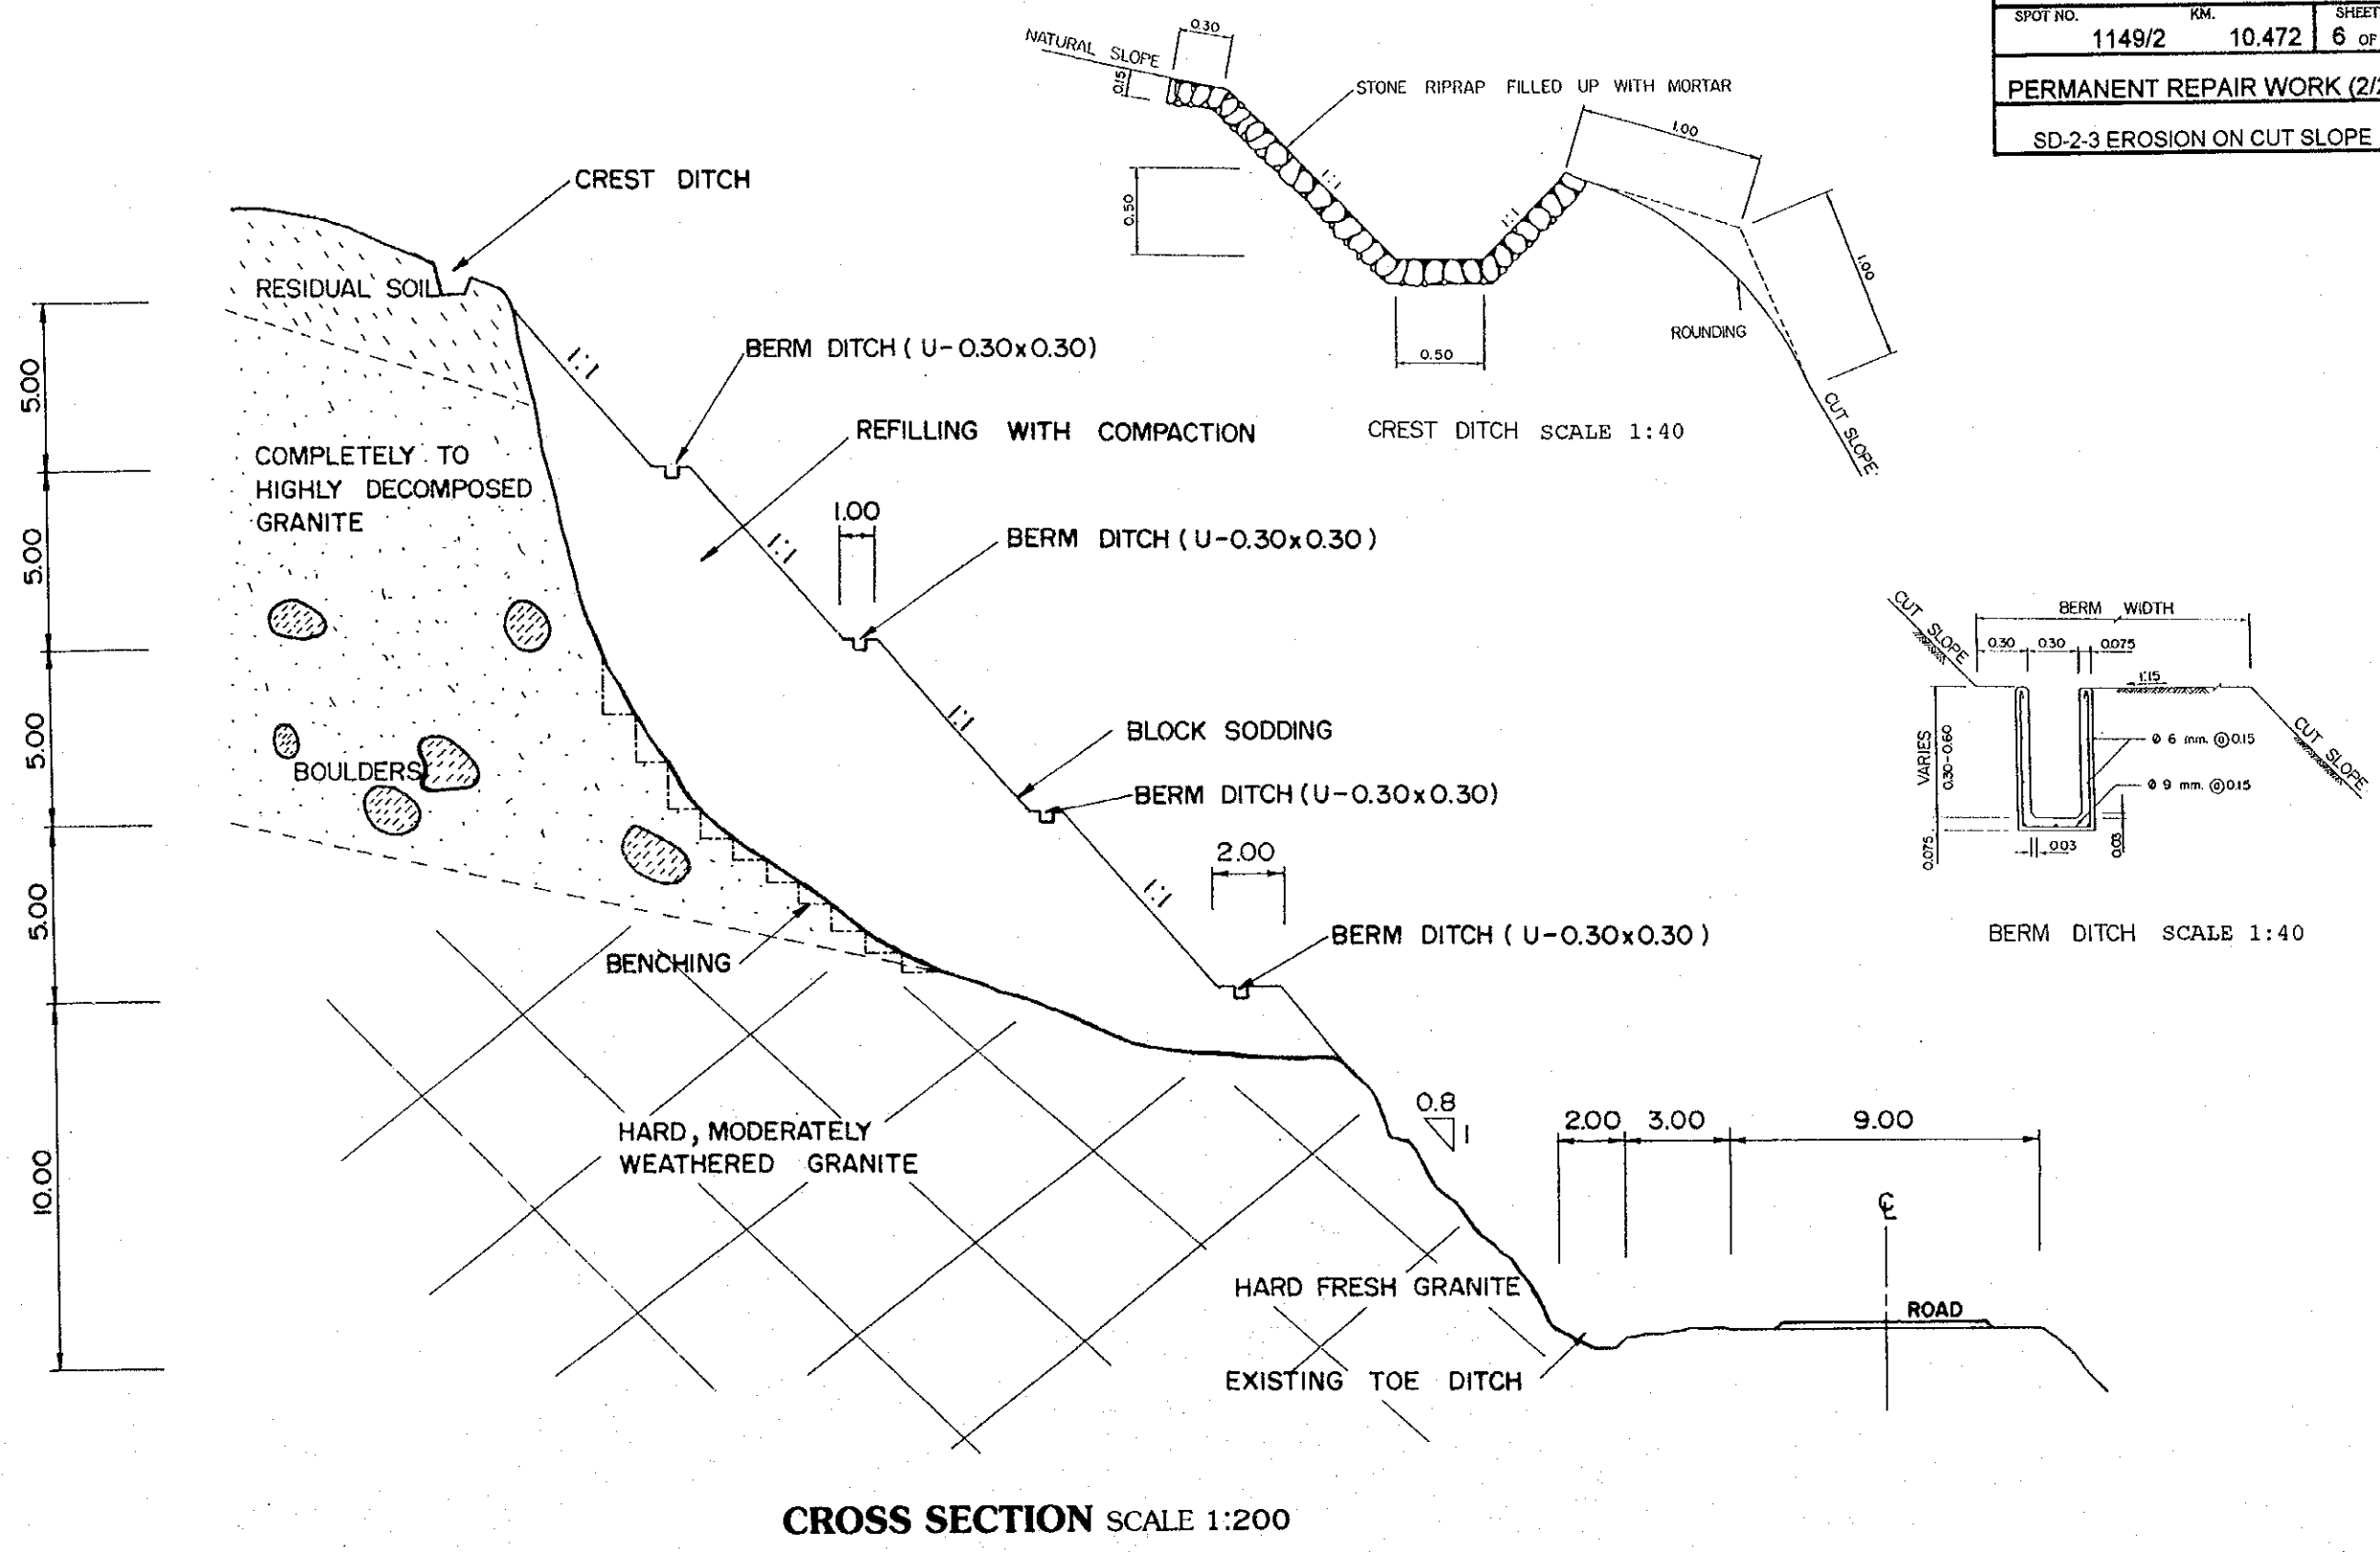 SPOT NO. KM. SHEET
1149/2 10.472 6 OF
PERMANENT REPAIR WORK (2/
SD-2-3 EROSION ON CUT SLOPE
NATURAL SLOPE
0.30
0.15
STONE RIPRAP FILLED UP WITH MORTAR
1.00
1:1
1:1
0.50
1.00
ROUNDING
0.50
CUT SLOPE
CREST DITCH SCALE 1:40
CREST DITCH
RESIDUAL SOIL
BERM DITCH ( U-0.30x0.30)
1:1
5.00
REFILLING WITH COMPACTION
COMPLETELY TO
HIGHLY DECOMPOSED
GRANITE
1.00
BERM DITCH ( U-0.30x0.30 )
1:1
5.00
CUT SLOPE
BERM WIDTH
0.30 0.30 0.075
1:15
VARIES
0.30-0.60
Ø 6 mm. @0.15
Ø 9 mm. @0.15
CUT SLOPE
0.075
0.03
0.03
BERM DITCH SCALE 1:40
1:1
BLOCK SODDING
5.00
BOULDERS
BERM DITCH (U-0.30x0.30)
2.00
1:1
5.00
BERM DITCH ( U-0.30x0.30 )
BENCHING
0.8
1
2.00 3.00 9.00
HARD, MODERATELY
WEATHERED GRANITE
10.00
℄
HARD FRESH GRANITE
ROAD
EXISTING TOE DITCH
CROSS SECTION SCALE 1:200